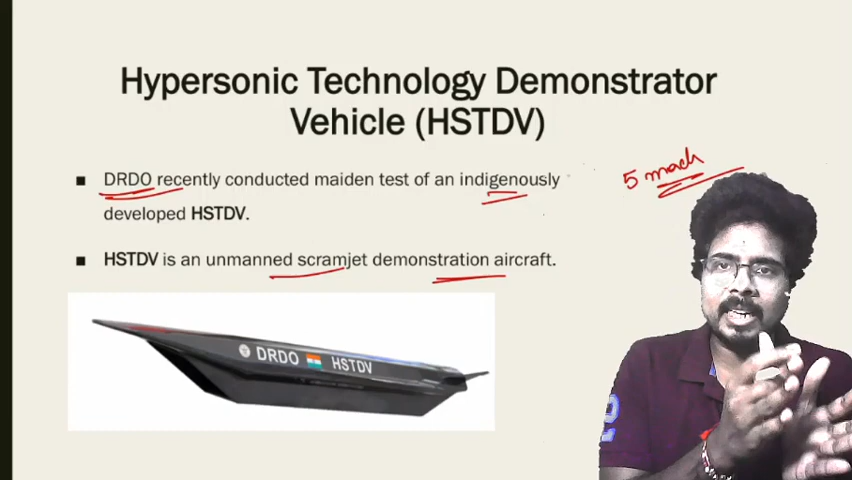 Hypersonic Technology Demonstrator
Vehicle (HSTDV)
■ DRDO recently conducted maiden test of an indigenously
developed HSTDV.
5 mach
■ HSTDV is an unmanned scramjet demonstration aircraft.
DRDO HSTDV